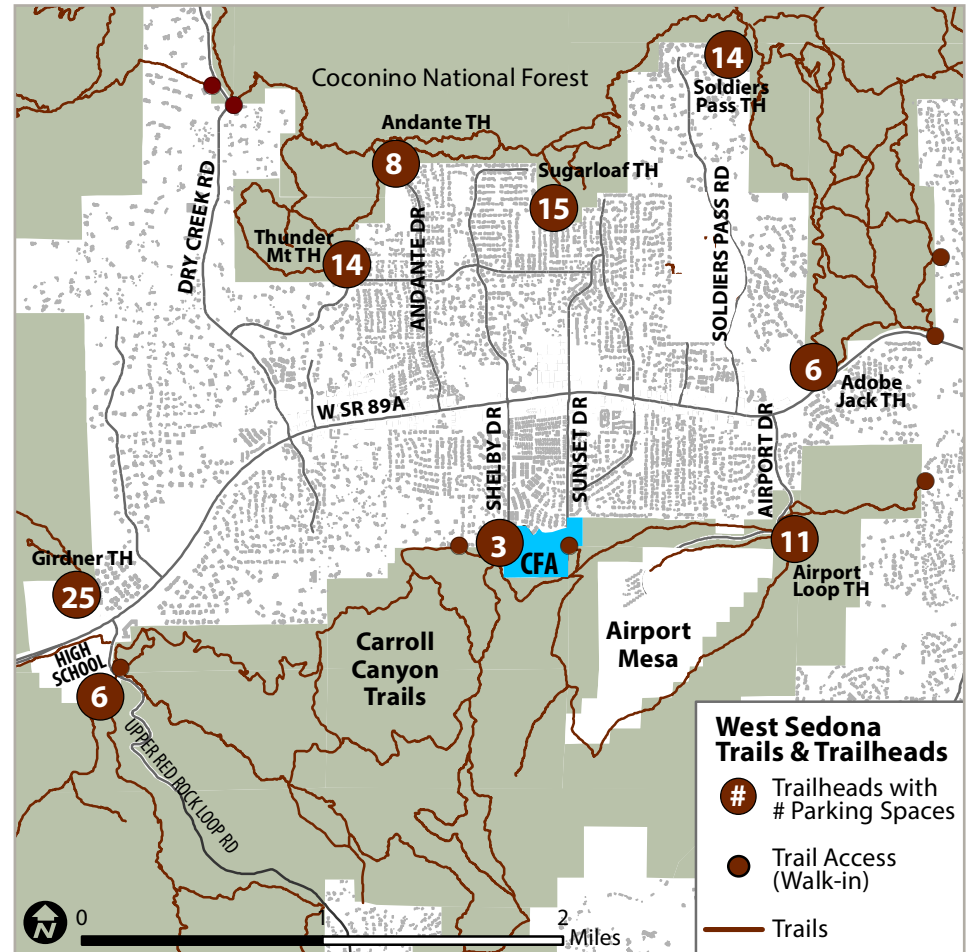 14
Soldiers
Pass TH
Coconino National Forest
Andante TH
8
Sugarloaf TH
15
DRY CREEK RD
Thunder
Mt TH
14
ANDANTE DR
SOLDIERS PASS RD
6
Adobe
Jack TH
W SR 89A
SHELBY DR
SUNSET DR
AIRPORT DR
3
CFA
11
Airport
Loop TH
Girdner TH
25
HIGH
SCHOOL
6
UPPER RED ROCK LOOP RD
Carroll
Canyon
Trails
Airport
Mesa
West Sedona
Trails & Trailheads
# Trailheads with
# Parking Spaces
Trail Access
(Walk-in)
Trails
N
0 1 2
Miles